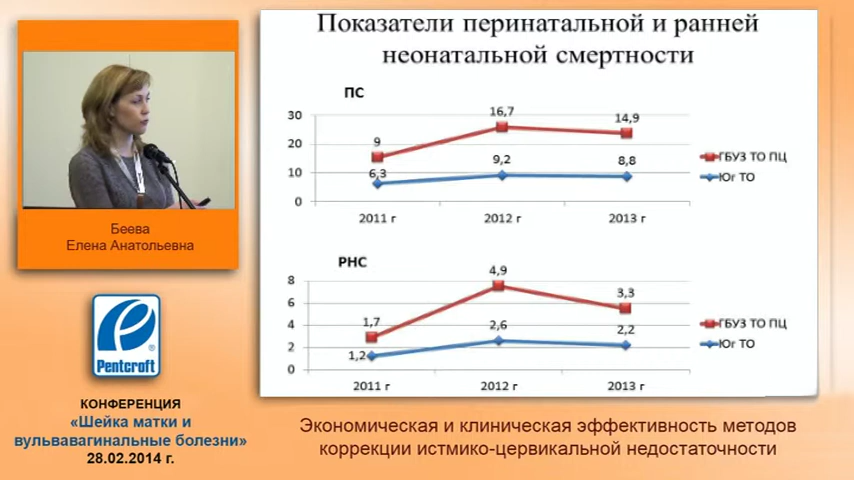 Показатели перинатальной и ранней
неонатальной смертности
ПС
30
20
10
0
9
16,7
14,9
6,3
9,2
8,8
2011 г
2012 г
2013 г
ГБУЗ ТО ПЦ
Юг ТО
РНС
8
6
4
2
0
1,7
4,9
3,3
1,2
2,6
2,2
2011 г
2012 г
2013 г
ГБУЗ ТО ПЦ
Юг ТО
Беева
Елена Анатольевна
Pentcroft
®
КОНФЕРЕНЦИЯ
«Шейка матки и
вульвавагинальные болезни»
28.02.2014 г.
Экономическая и клиническая эффективность методов
коррекции истмико-цервикальной недостаточности